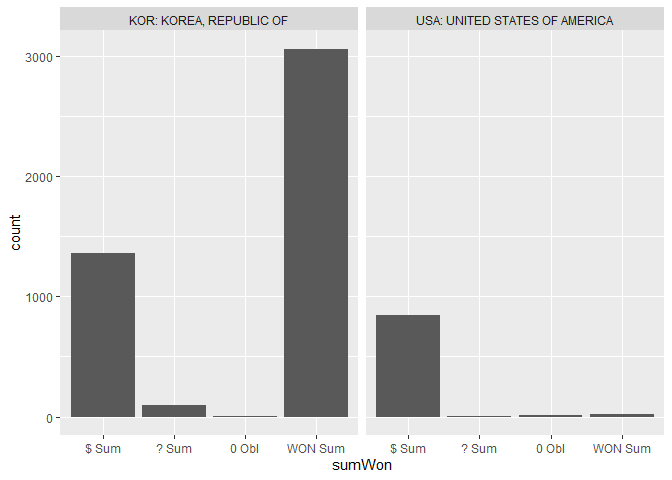 KOR: KOREA, REPUBLIC OF
USA: UNITED STATES OF AMERICA
3000
2000
1000
0
count
$ Sum
? Sum
0 Obl
WON Sum
$ Sum
? Sum
0 Obl
WON Sum
sumWon